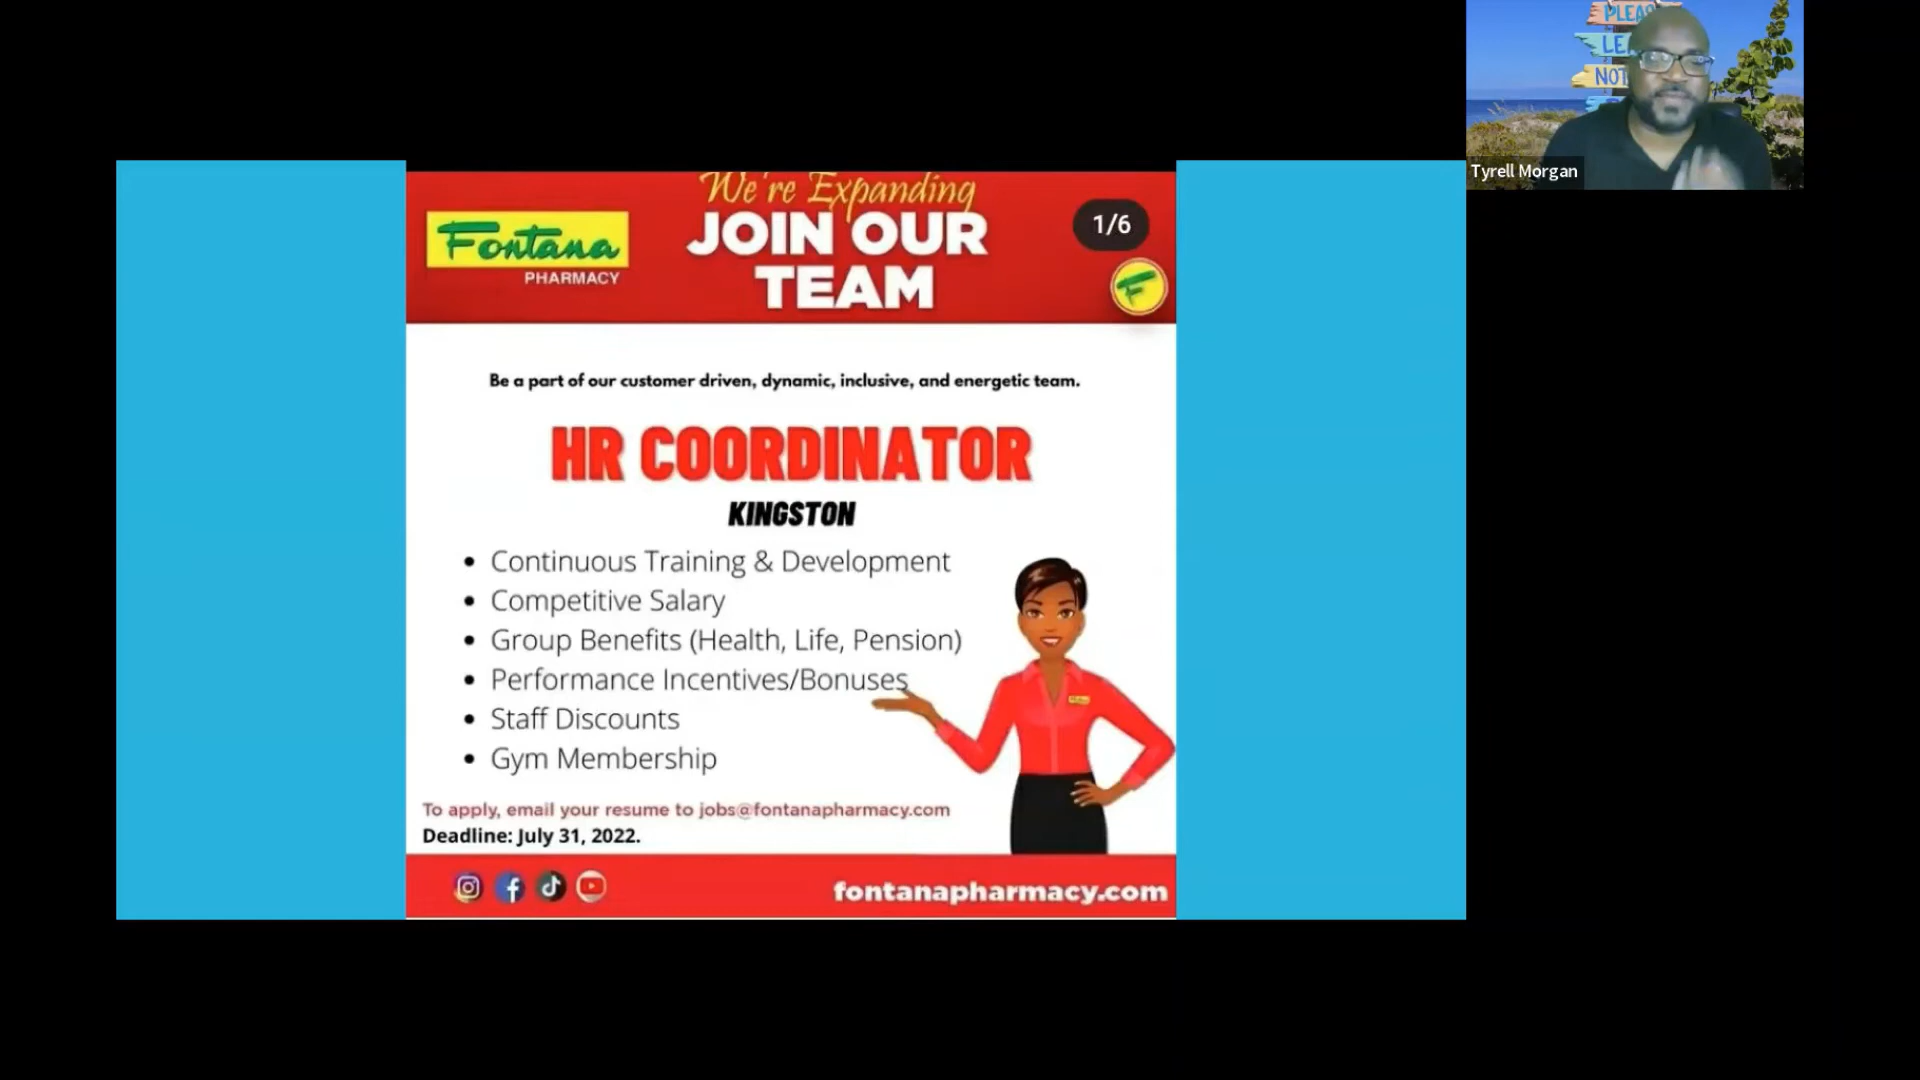 PLEAS
LE
NOT
Tyrell Morgan
We're Expanding
JOIN OUR
TEAM
Fontana
PHARMACY
1/6
F
Be a part of our customer driven, dynamic, inclusive, and energetic team.
HR COORDINATOR
KINGSTON
• Continuous Training & Development
• Competitive Salary
• Group Benefits (Health, Life, Pension)
• Performance Incentives/Bonuses
• Staff Discounts
• Gym Membership
To apply, email your resume to jobs@fontanapharmacy.com
Deadline: July 31, 2022.
fontanapharmacy.com